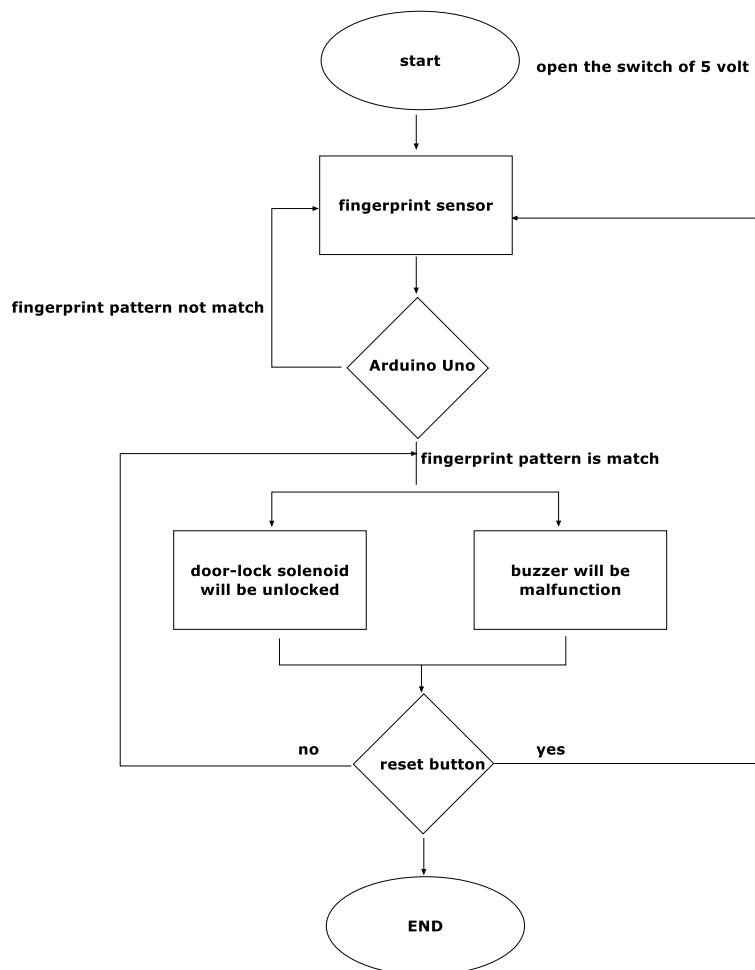 start
open the switch of 5 volt
fingerprint sensor
fingerprint pattern not match
Arduino Uno
fingerprint pattern is match
door-lock solenoid
will be unlocked
buzzer will be
malfunction
no
reset button
yes
END